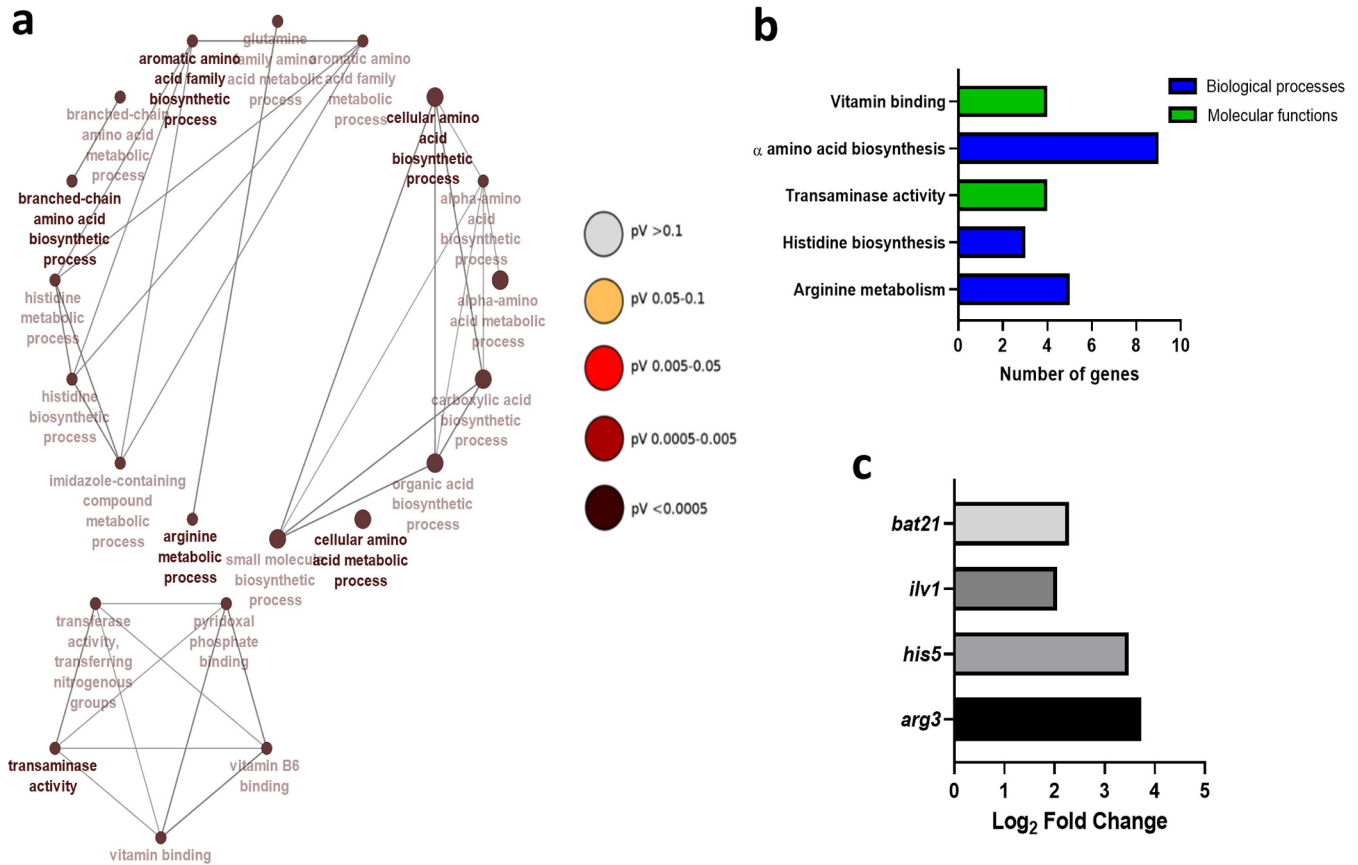 a
glutamine
family amino
acid metabolic
process
aromatic amino
acid family
biosynthetic
process
aromatic amino
acid family
metabolic
process
branched-chain
amino acid
metabolic
process
cellular amino
acid
biosynthetic
process
branched-chain
amino acid
biosynthetic
process
alpha-amino
acid
biosynthetic
process
histidine
metabolic
process
alpha-amino
acid metabolic
process
histidine
biosynthetic
process
carboxylic acid
biosynthetic
process
imidazole-containing
compound
metabolic
process
organic acid
biosynthetic
process
arginine
metabolic
process
small molecule
biosynthetic
process
cellular amino
acid metabolic
process
transferase
activity,
transferring
nitrogenous
groups
pyridoxal
phosphate
binding
transaminase
activity
vitamin B6
binding
vitamin binding
pV >0.1
pV 0.05-0.1
pV 0.005-0.05
pV 0.0005-0.005
pV <0.0005
b
Biological processes
Molecular functions
Vitamin binding
α amino acid biosynthesis
Transaminase activity
Histidine biosynthesis
Arginine metabolism
0 2 4 6 8 10
Number of genes
c
bat21
ilv1
his5
arg3
0 1 2 3 4 5
Log2 Fold Change